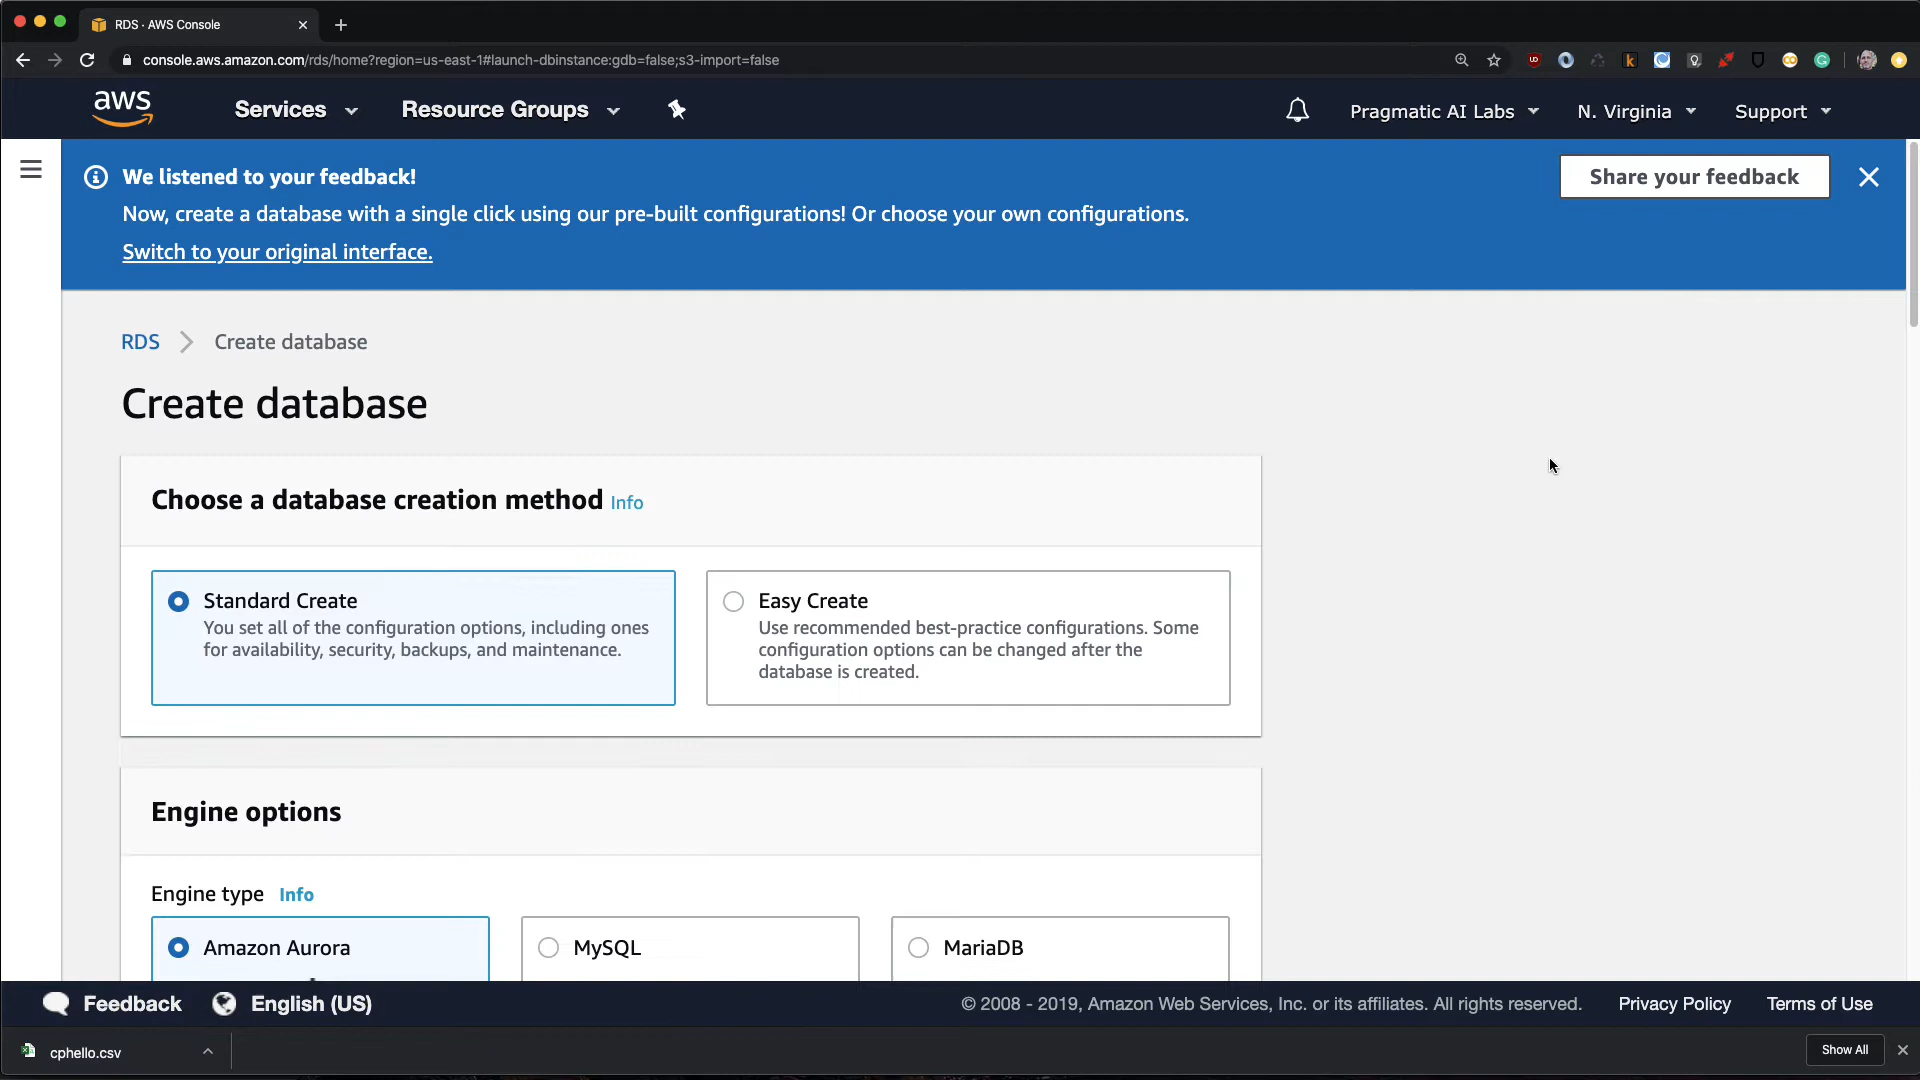 RDS · AWS Console
console.aws.amazon.com/rds/home?region=us-east-1#launch-dbinstance:gdb=false;s3-import=false
aws
Services
Resource Groups
Pragmatic AI Labs
N. Virginia
Support
We listened to your feedback!
Now, create a database with a single click using our pre-built configurations! Or choose your own configurations.
Switch to your original interface.
Share your feedback
RDS
Create database
Create database
Choose a database creation method Info
Standard Create
You set all of the configuration options, including ones
for availability, security, backups, and maintenance.
Easy Create
Use recommended best-practice configurations. Some
configuration options can be changed after the
database is created.
Engine options
Engine type Info
Amazon Aurora
MySQL
MariaDB
Feedback
English (US)
© 2008 - 2019, Amazon Web Services, Inc. or its affiliates. All rights reserved.
Privacy Policy
Terms of Use
cphello.csv
Show All